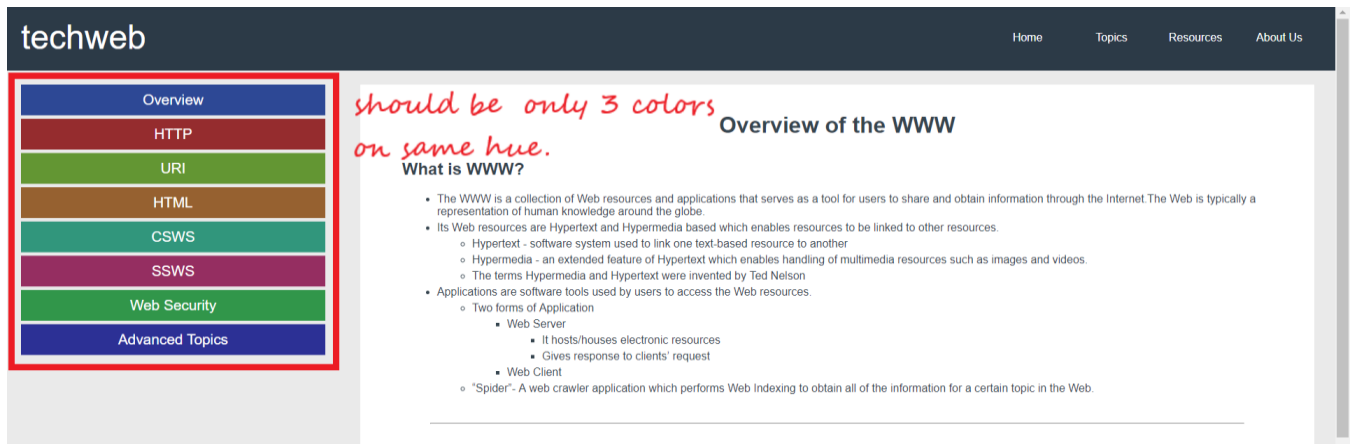 techweb
Home Topics Resources About Us
Overview
HTTP
URI
HTML
CSWS
SSWS
Web Security
Advanced Topics
should be only 3 colors
on same hue.
Overview of the WWW
What is WWW?
The WWW is a collection of Web resources and applications that serves as a tool for users to share and obtain information through the Internet.The Web is typically a
representation of human knowledge around the globe.
Its Web resources are Hypertext and Hypermedia based which enables resources to be linked to other resources.
Hypertext - software system used to link one text-based resource to another
Hypermedia - an extended feature of Hypertext which enables handling of multimedia resources such as images and videos.
The terms Hypermedia and Hypertext were invented by Ted Nelson
Applications are software tools used by users to access the Web resources.
Two forms of Application
Web Server
It hosts/houses electronic resources
Gives response to clients' request
Web Client
"Spider"- A web crawler application which performs Web Indexing to obtain all of the information for a certain topic in the Web.